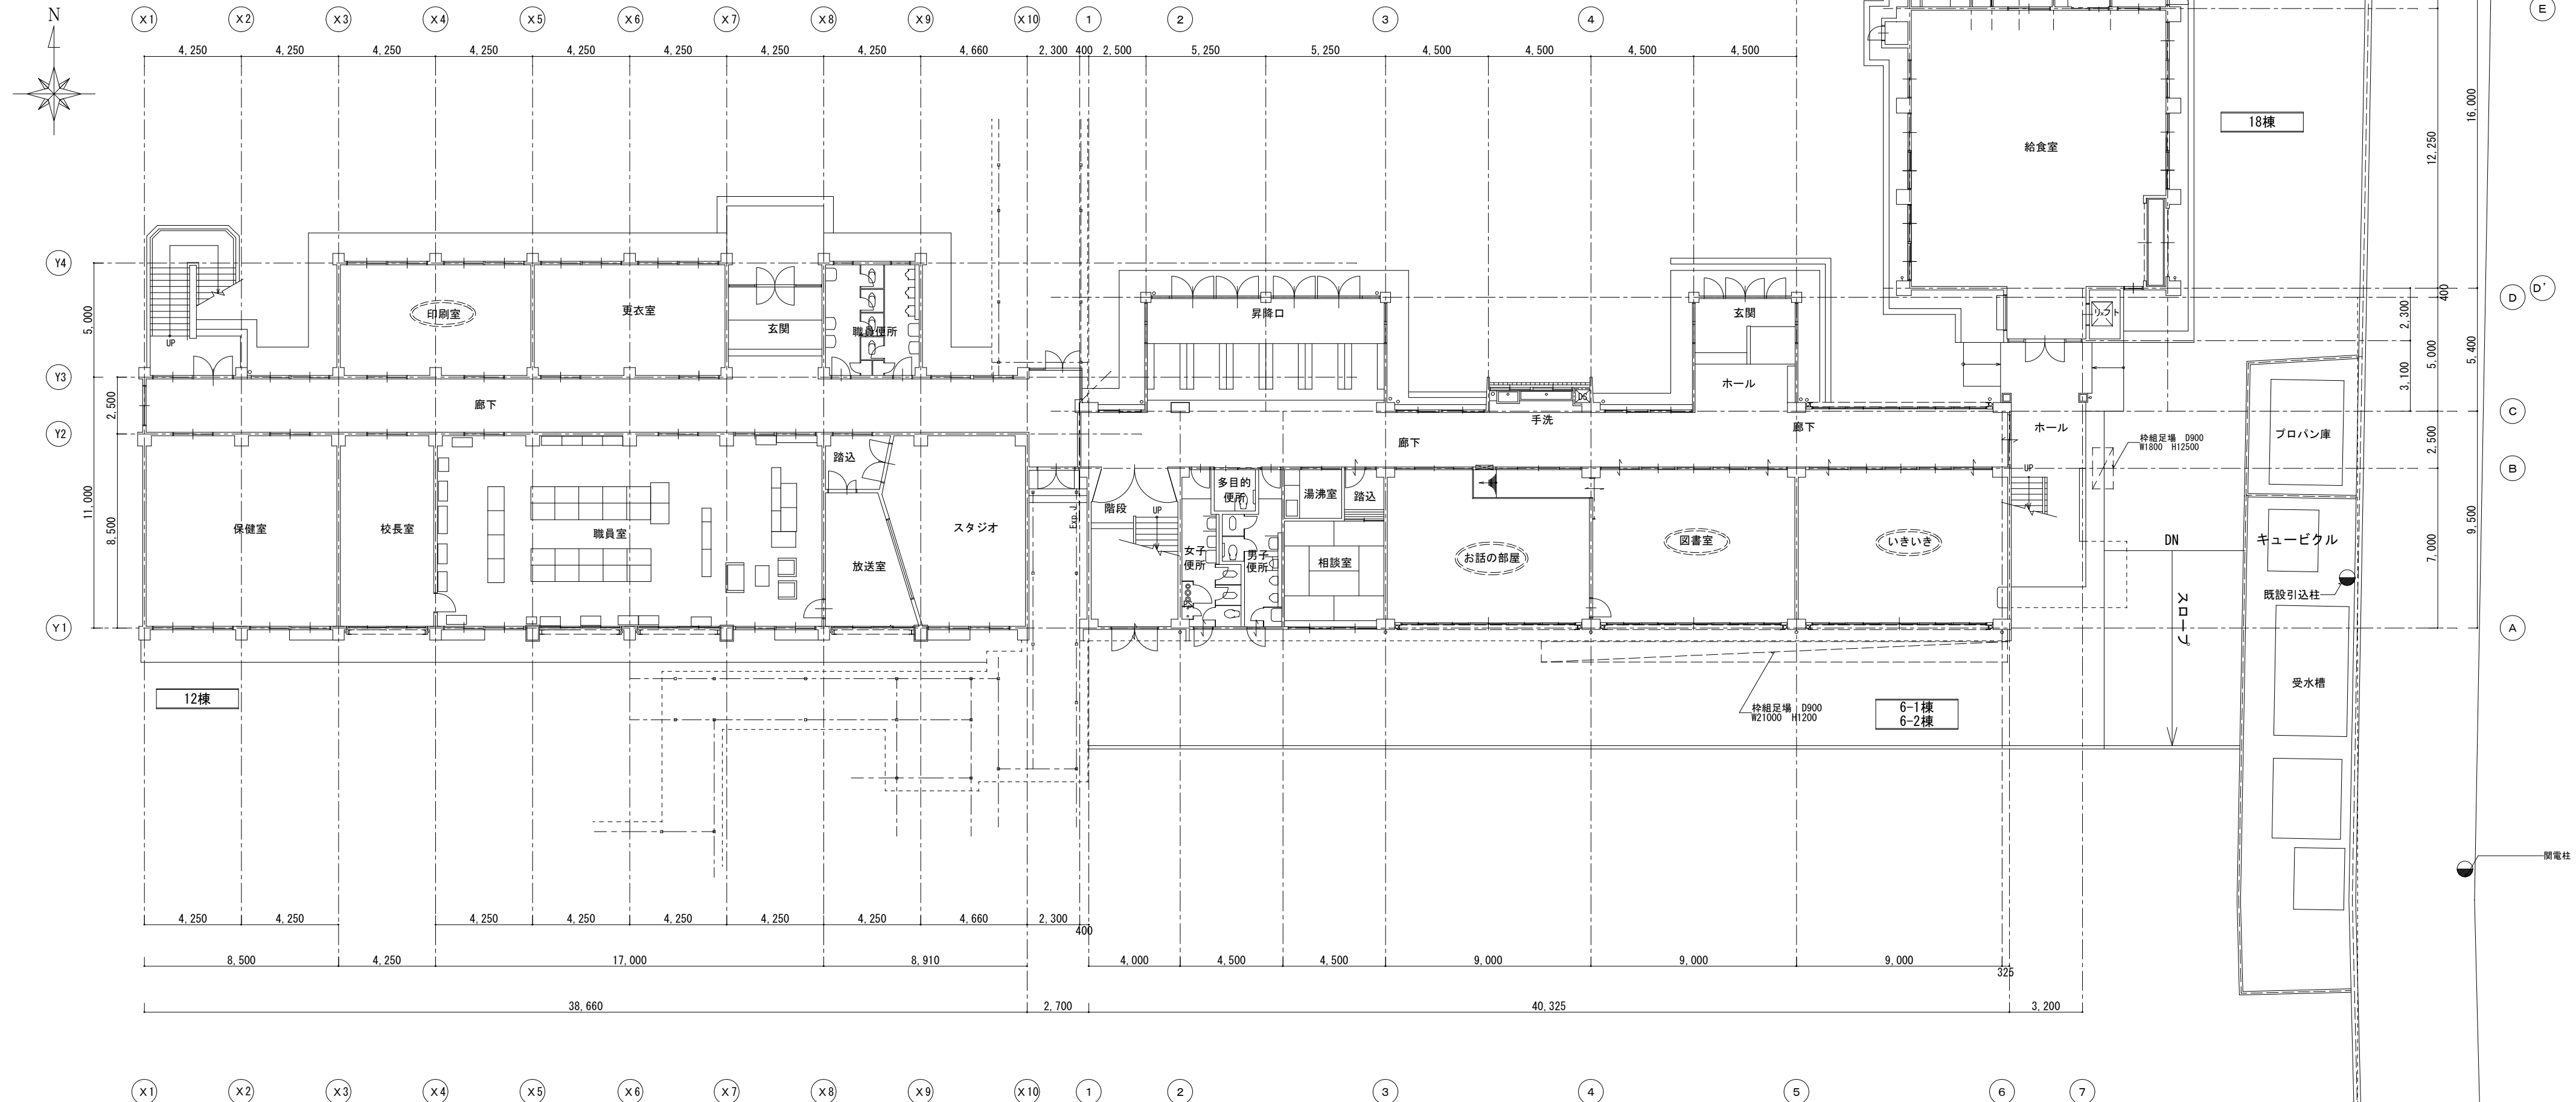 N
X1 X2 X3 X4 X5 X6 X7 X8 X9 X10 1 2 3 4 E
4,250 4,250 4,250 4,250 4,250 4,250 4,250 4,250 4,660 2,300 400 2,500 5,250 5,250 4,500 4,500 4,500 4,500
16,000
18棟
12,250
給食室
Y4
D D'
400
印刷室
更衣室
玄関
職員便所
昇降口
玄関
リフト
5,000
2,300
5,000
5,400
UP
Y3
3,100
ホール
DS
2,500
廊下
手洗
廊下
廊下
ホール
C
Y2
プロパン庫
2,500
枠組足場 D900
W1800 H12500
踏込
UP
B
11,000
8,500
保健室
校長室
職員室
放送室
スタジオ
Exp.J
階段
UP
多目的
便所
湯沸室
踏込
女子
便所
男子
便所
相談室
お話の部屋
図書室
いきいき
DN
キュービクル
7,000
9,500
既設引込柱
スロープ
Y1
A
受水槽
12棟
枠組足場 D900
W21000 H1200
6-1棟
6-2棟
関電柱
4,250 4,250 4,250 4,250 4,250 4,250 4,250 4,660 2,300
400
8,500 4,250 17,000 8,910 4,000 4,500 4,500 9,000 9,000 9,000
325
38,660 2,700 40,325 3,200
X1 X2 X3 X4 X5 X6 X7 X8 X9 X10 1 2 3 4 5 6 7